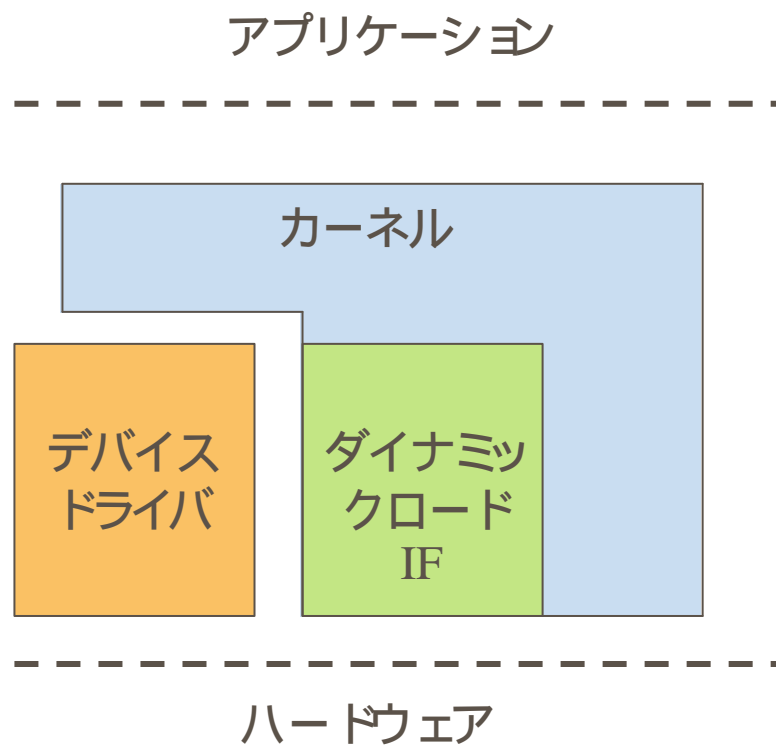 アプリケーション
カーネル
デバイス
ドライバ
ダイナミッ
クロード
IF
ハードウェア